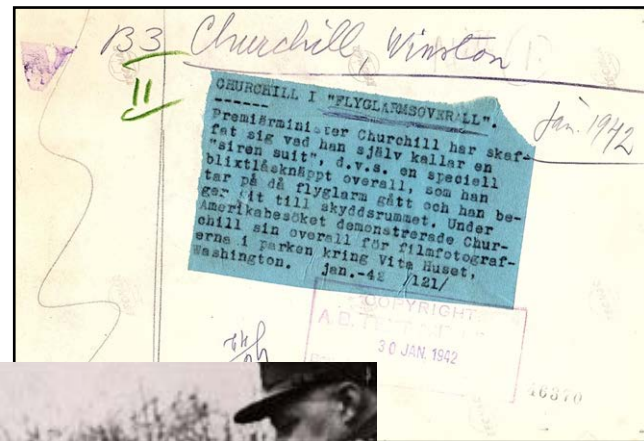 B3 Churchill, Winston
II
CHURCHILL I "FLYGLARMSOVERALL".
------
Premiärminister Churchill har skaf-
fat sig vad han själv kallar en
"siren suit", d.v.s. en speciell
blixtlåsknäppt overall, som han
tar på då flyglarm gått och han be-
ger sit till skyddsrummet. Under
Amerikabesöket demonstrerade Chur-
chill sin overall för filmfotograf-
erna i parken kring Vita Huset,
Washington. jan.-42 /121/
Jan. 1942
COPYRIGHT
A.B.
30 JAN. 1942
46370